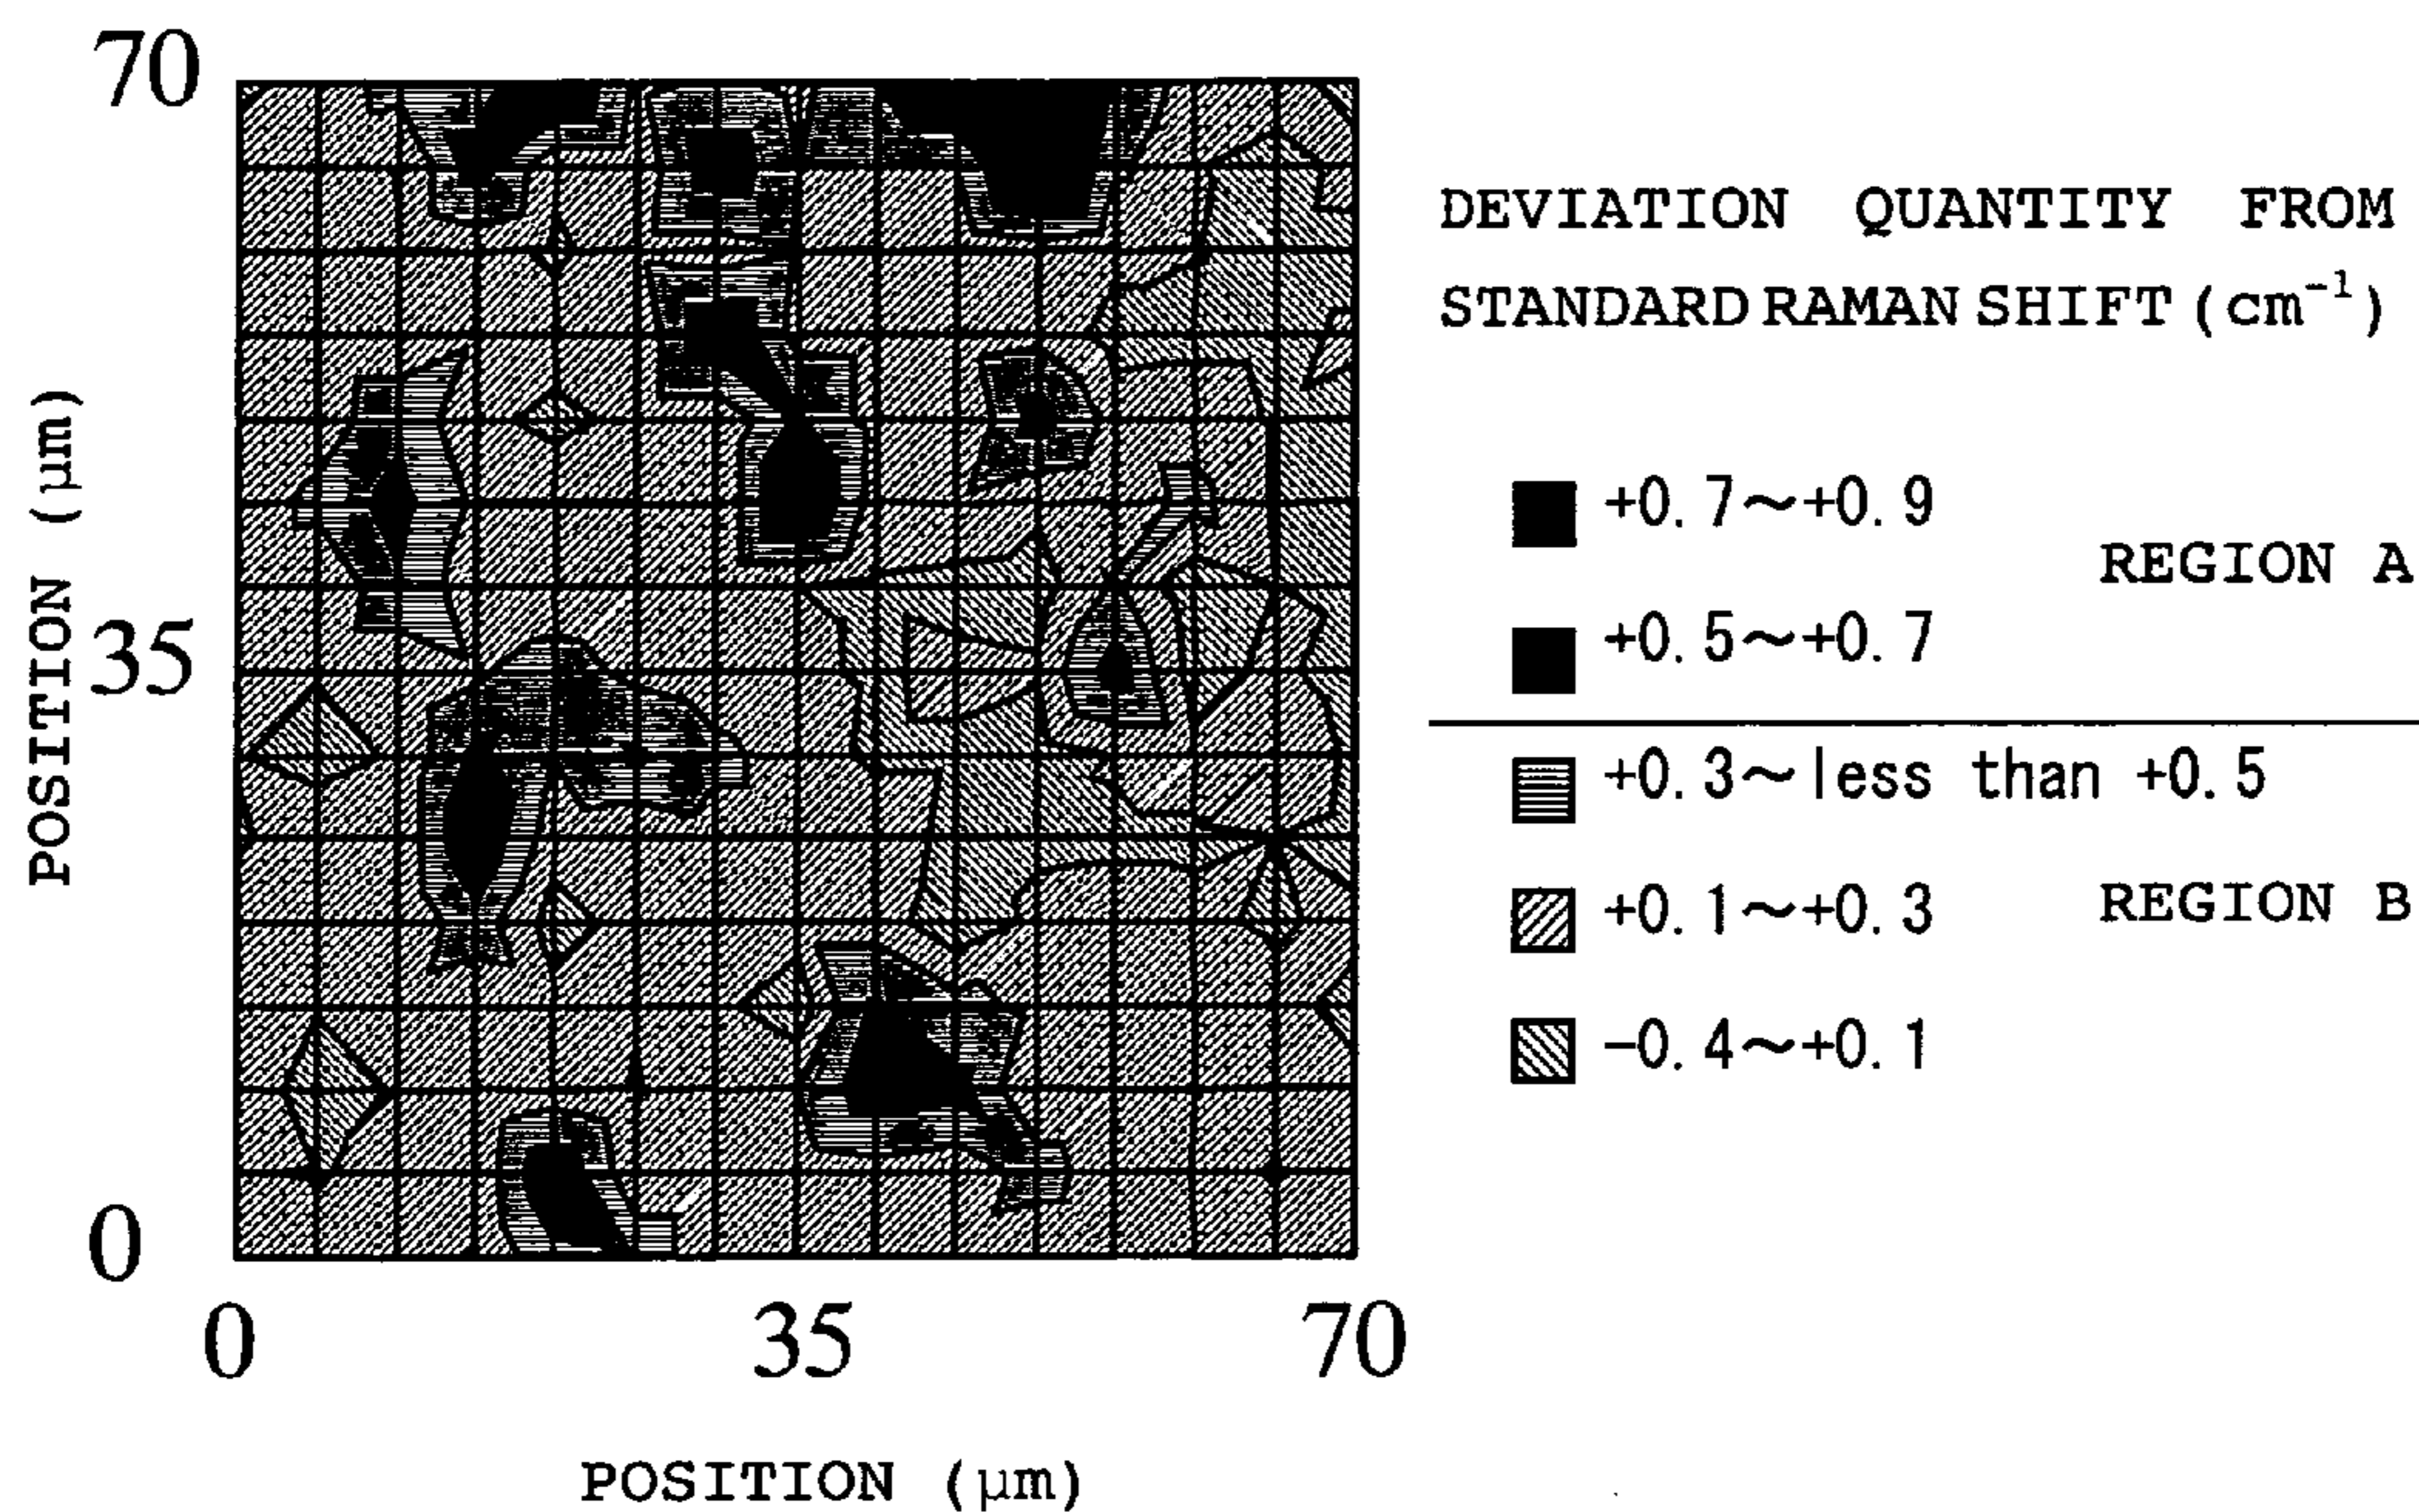 70
35
0
POSITION (μm)
0 35 70
POSITION (μm)
DEVIATION QUANTITY FROM
STANDARD RAMAN SHIFT (cm⁻¹)
+0.7~+0.9
REGION A
+0.5~+0.7
+0.3~less than +0.5
+0.1~+0.3 REGION B
-0.4~+0.1